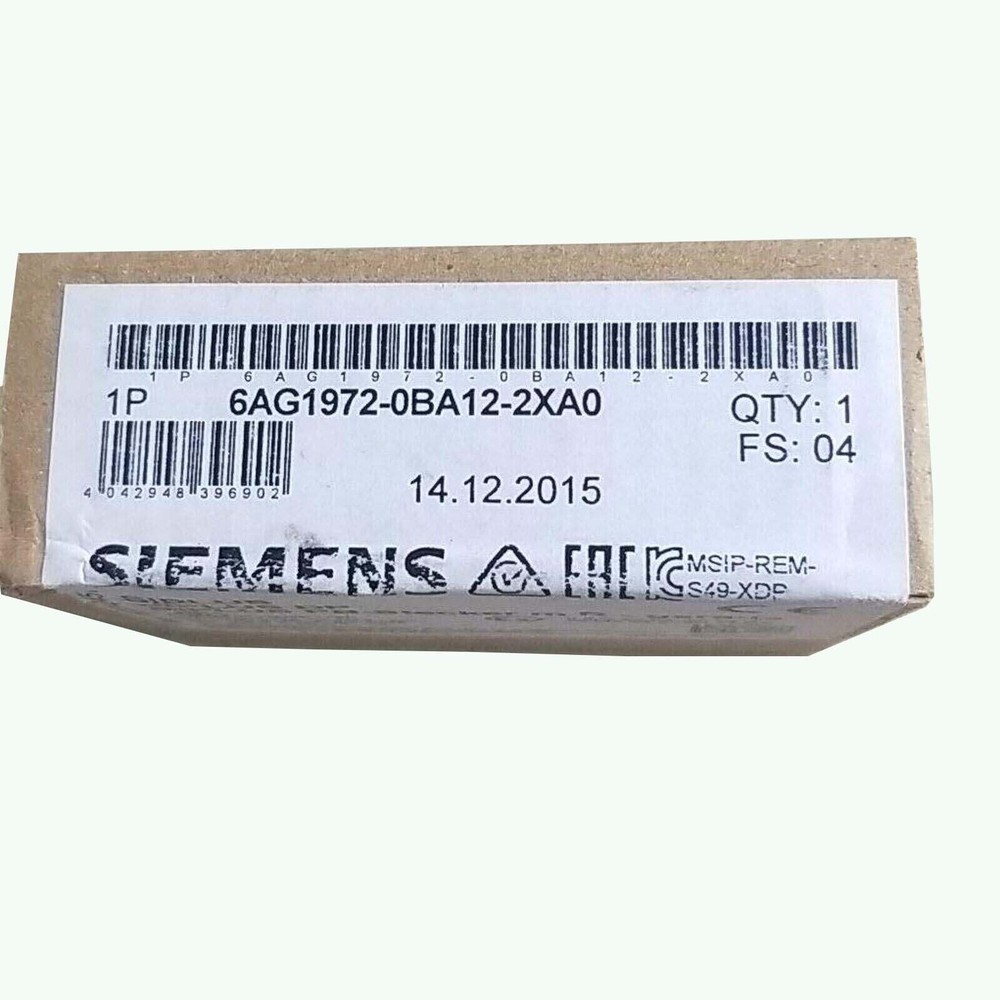 1P 6AG1972-0BA12-2XA0
1P 6AG1972-0BA12-2XA0 QTY: 1
FS: 04
4 042948 396902
14.12.2015
SIEMENS EAC MSIP-REM-
S49-XDP